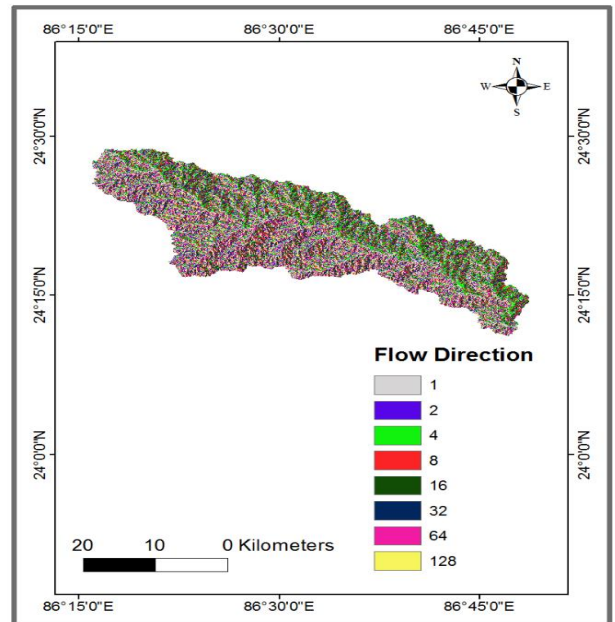 86°15'0"E 86°30'0"E 86°45'0"E
N
W E
S
24°30'0"N 24°30'0"N
24°15'0"N 24°15'0"N
Flow Direction
1
2
4
8
16
32
64
128
24°0'0"N 24°0'0"N
20 10 0 Kilometers
86°15'0"E 86°30'0"E 86°45'0"E